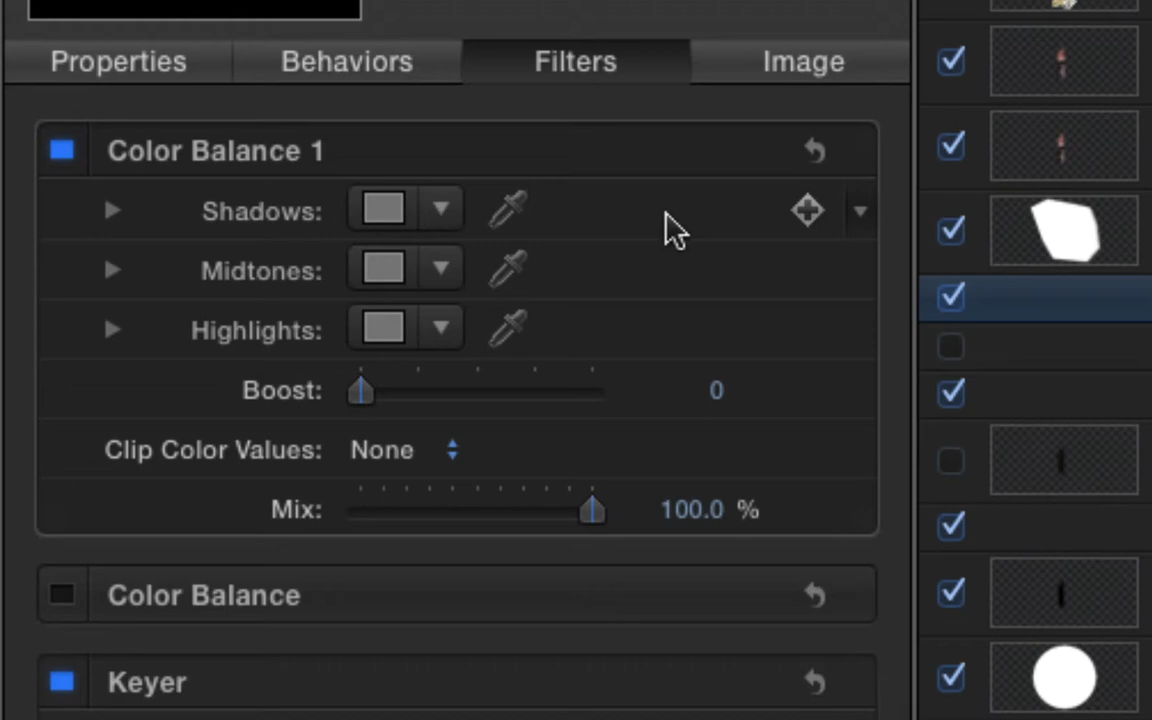 Properties Behaviors Filters Image
Color Balance 1
Shadows:
Midtones:
Highlights:
Boost: 0
Clip Color Values: None
Mix: 100.0 %
Color Balance
Keyer